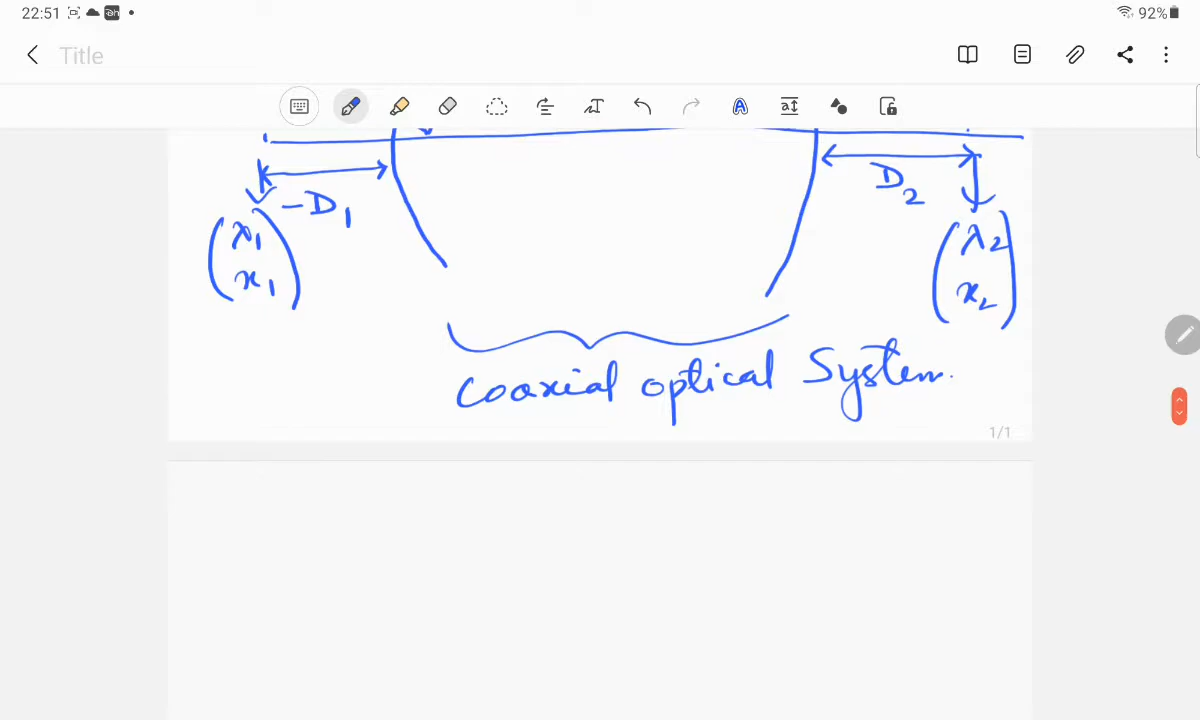 22:51
92%
Title
-D1
D2
(λ1
x1)
(λ2
x2)
Coaxial optical System.
1/1